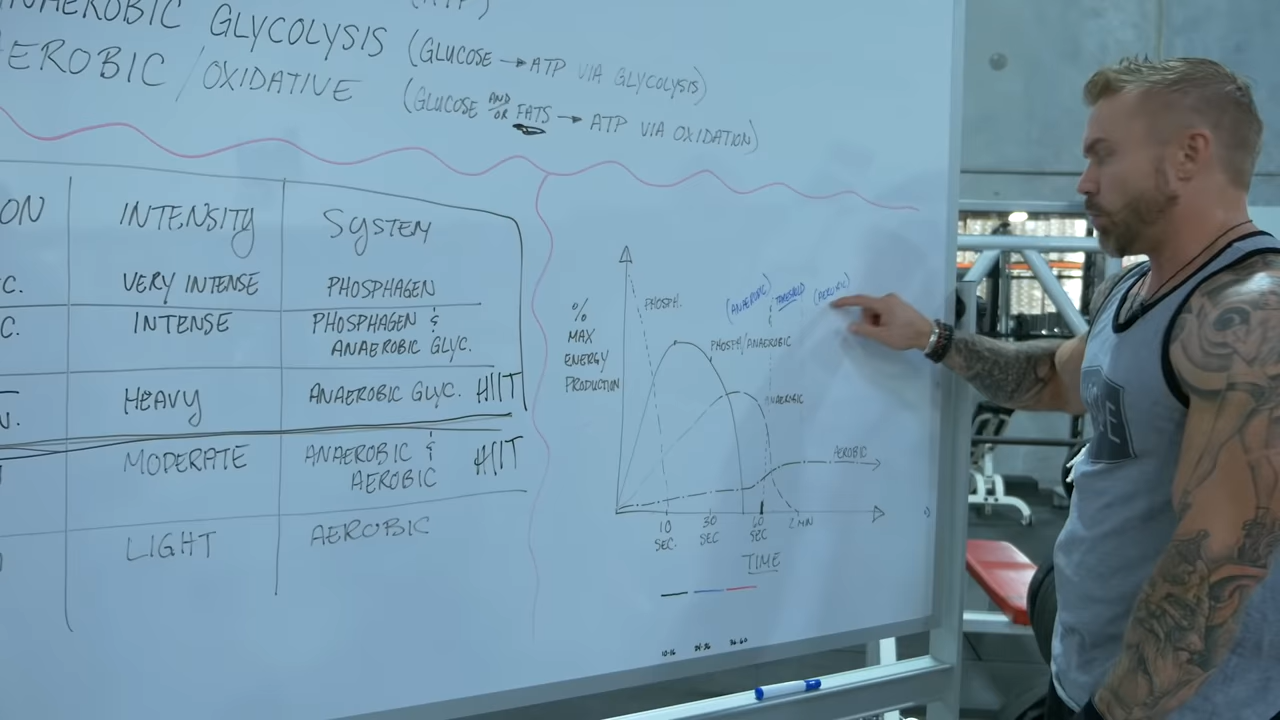 ANAEROBIC GLYCOLYSIS (GLUCOSE → ATP VIA GLYCOLYSIS)
AEROBIC / OXIDATIVE (GLUCOSE AND/OR FATS → ATP VIA OXIDATION)
ON INTENSITY SYSTEM
C. VERY INTENSE PHOSPHAGEN
C. INTENSE PHOSPHAGEN &
ANAEROBIC GLYC.
N. HEAVY ANAEROBIC GLYC. HIIT
MODERATE ANAEROBIC & HIIT
AEROBIC
LIGHT AEROBIC
% MAX ENERGY PRODUCTION
PHOSPH.
(ANAEROBIC) THRESHOLD (AEROBIC)
PHOSPH/ANAEROBIC
ANAEROBIC
AEROBIC
10 SEC.
30 SEC
60 SEC
2 MIN
TIME